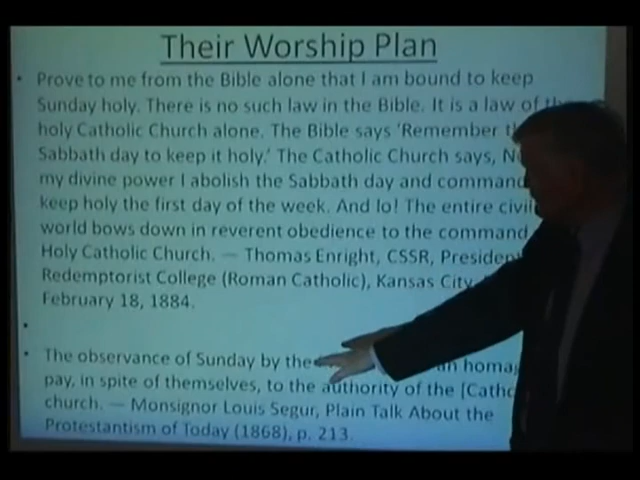 Their Worship Plan
• Prove to me from the Bible alone that I am bound to keep
Sunday holy. There is no such law in the Bible. It is a law of
holy Catholic Church alone. The Bible says 'Remember
Sabbath day to keep it holy.' The Catholic Church says,
my divine power I abolish the Sabbath day and command
keep holy the first day of the week. And lo! The entire
world bows down in reverent obedience to the command
Holy Catholic Church. — Thomas Enright, CSSR, President
Redemptorist College (Roman Catholic), Kansas City,
February 18, 1884.
•
• The observance of Sunday by the
pay, in spite of themselves, to the authority of the
church. — Monsignor Louis Segur, Plain Talk About the
Protestantism of Today (1868), p. 213.